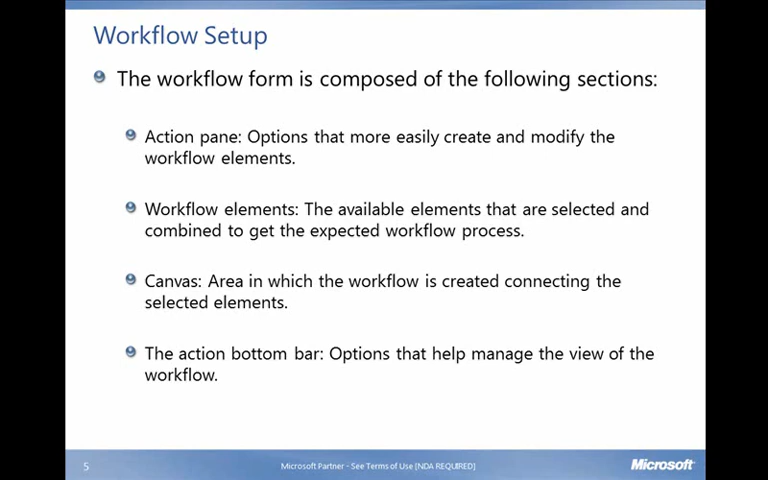 Workflow Setup
The workflow form is composed of the following sections:
Action pane: Options that more easily create and modify the
workflow elements.
Workflow elements: The available elements that are selected and
combined to get the expected workflow process.
Canvas: Area in which the workflow is created connecting the
selected elements.
The action bottom bar: Options that help manage the view of the
workflow.
5
Microsoft Partner - See Terms of Use [NDA REQUIRED]
Microsoft